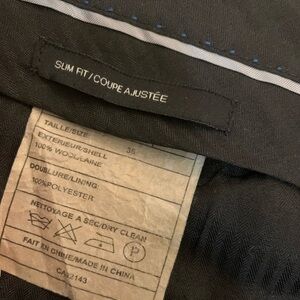 SLIM FIT / COUPE AJUSTÉE
TAILLE/SIZE:
36
EXTERIEUR/SHELL
100% WOOL/LAINE
DOUBLURE/LINING:
100%POLYESTER
NETTOYAGE A SEC/DRY CLEAN
P
FAIT EN CHINE/MADE IN CHINA
CA 32143